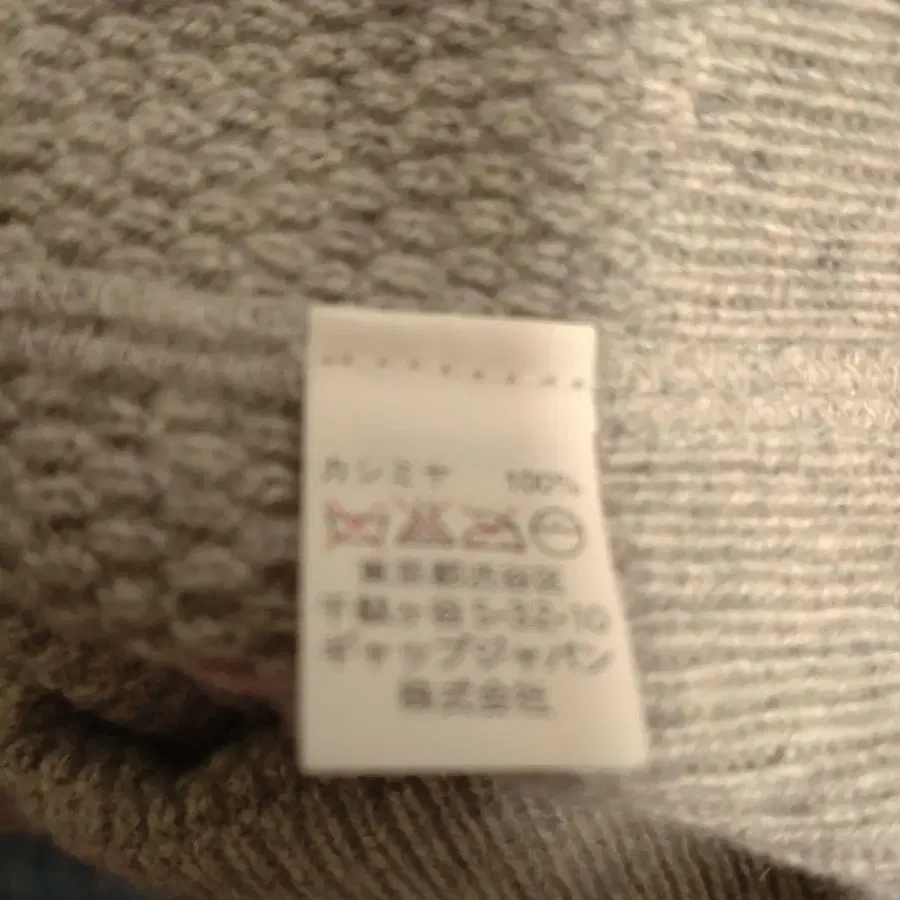 カシミヤ 100%
東京都渋谷区
千駄ヶ谷5-32-10
ギャップジャパン
株式会社